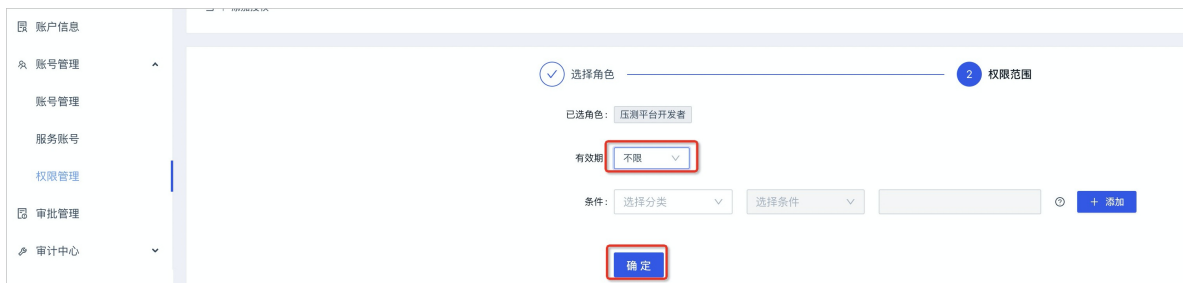 账户信息
账号管理
账号管理
服务账号
权限管理
审批管理
审计中心
选择角色
2 权限范围
已选角色： 压测平台开发者
有效期 不限
条件： 选择分类 选择条件 + 添加
确定